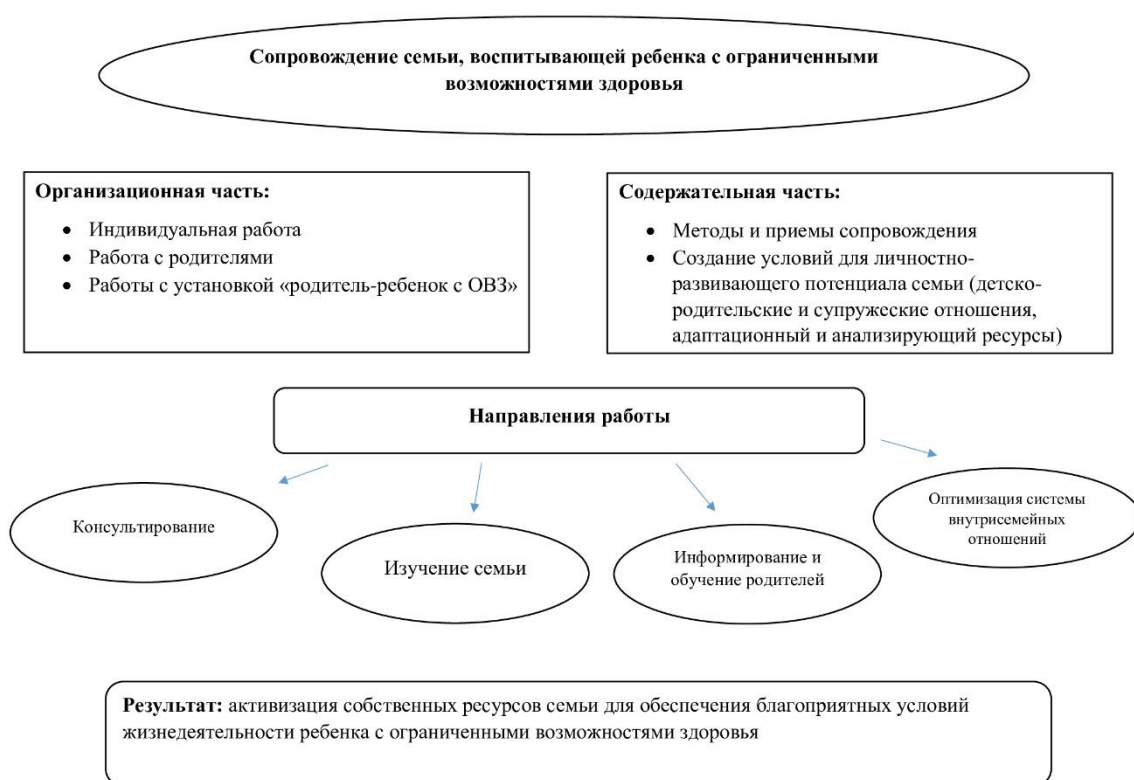 Сопровождение семьи, воспитывающей ребенка с ограниченными
возможностями здоровья
Организационная часть:
• Индивидуальная работа
• Работа с родителями
• Работы с установкой «родитель-ребенок с ОВЗ»
Содержательная часть:
• Методы и приемы сопровождения
• Создание условий для личностно-
развивающего потенциала семьи (детско-
родительские и супружеские отношения,
адаптационный и анализирующий ресурсы)
Направления работы
Консультирование
Изучение семьи
Информирование и
обучение родителей
Оптимизация системы
внутрисемейных
отношений
Результат: активизация собственных ресурсов семьи для обеспечения благоприятных условий
жизнедеятельности ребенка с ограниченными возможностями здоровья